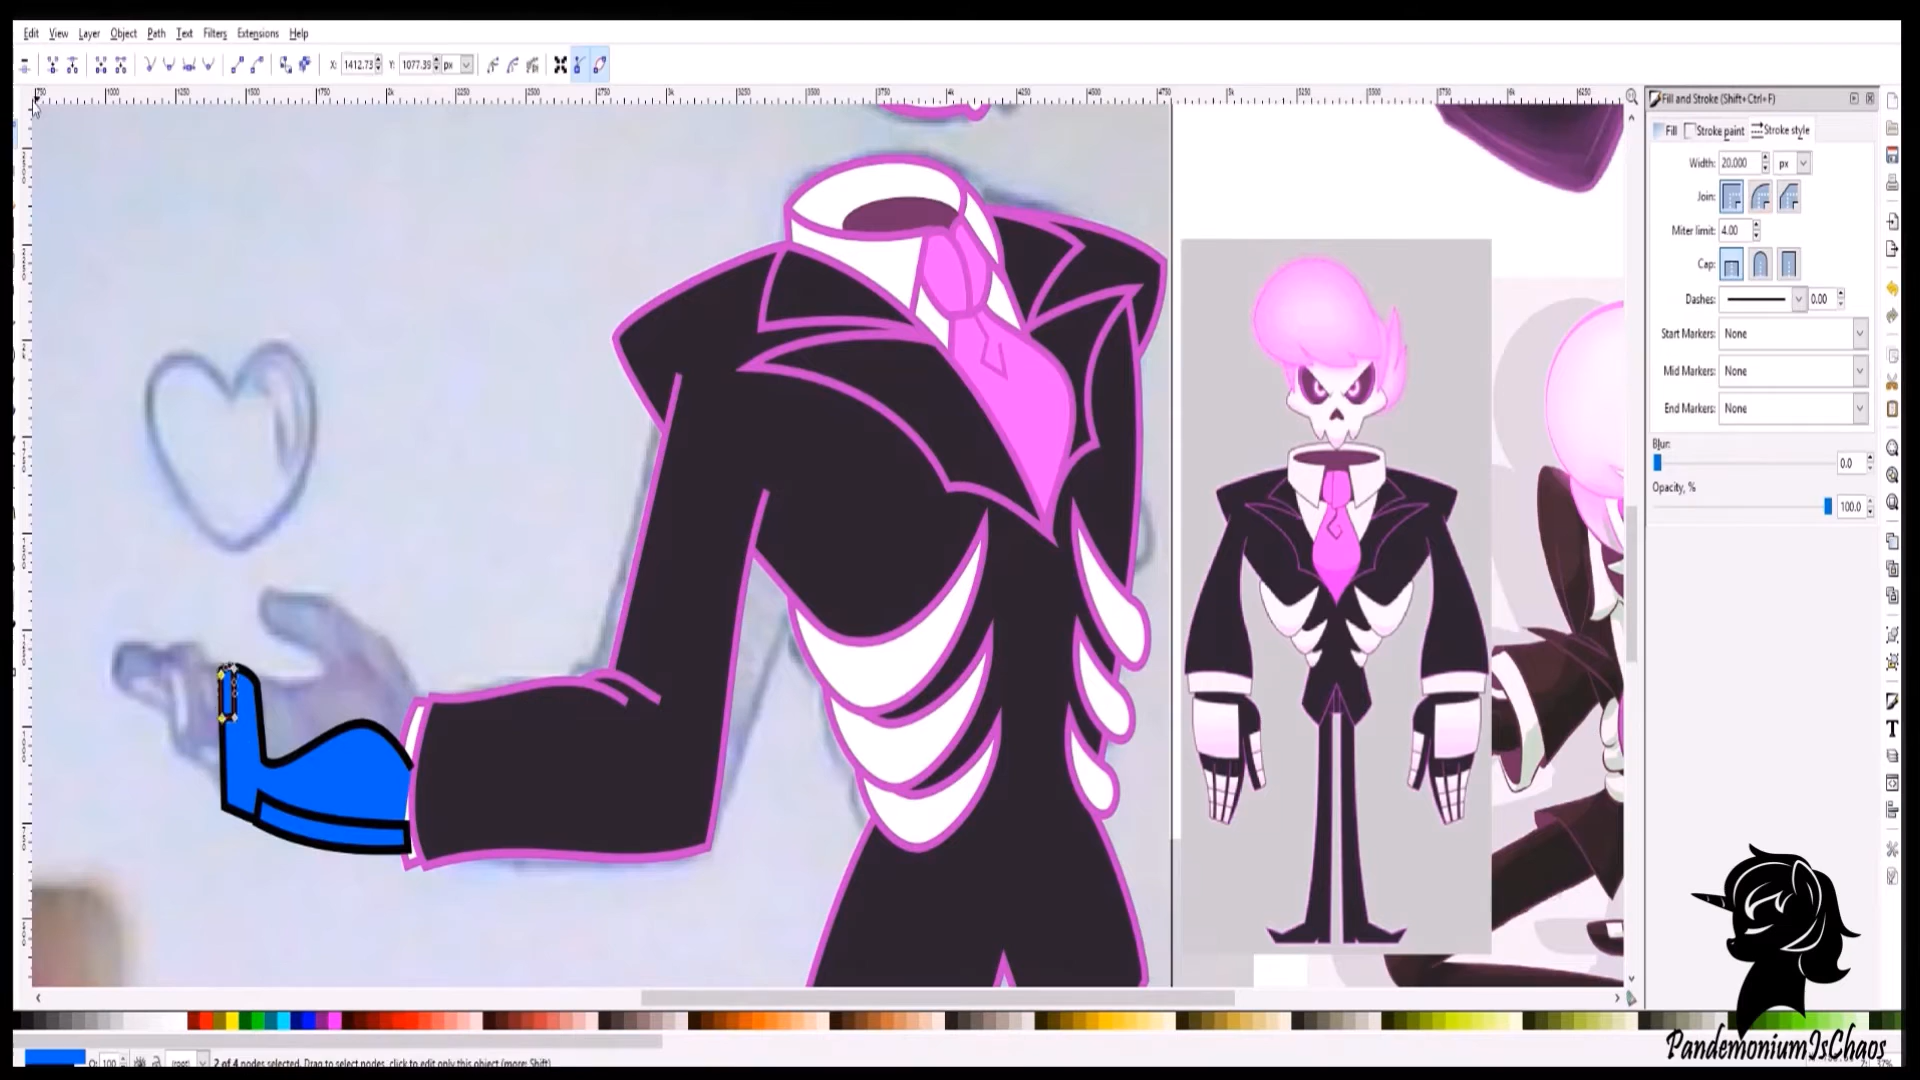 Edit View Layer Object Path Text Filters Extensions Help
X: 1412.73 Y: 1077.39 px
Fill and Stroke (Shift+Ctrl+F)
Fill Stroke paint Stroke style
Width: 20.000 px
Join:
Miter limit: 4.00
Cap:
Dashes: 0.00
Start Markers: None
Mid Markers: None
End Markers: None
Blur:
0.0
Opacity, %
100.0
O: 100 (root) 2 of 4 nodes selected. Drag to select nodes, click to edit only this object (more: Shift)
PandemoniumIsChaos